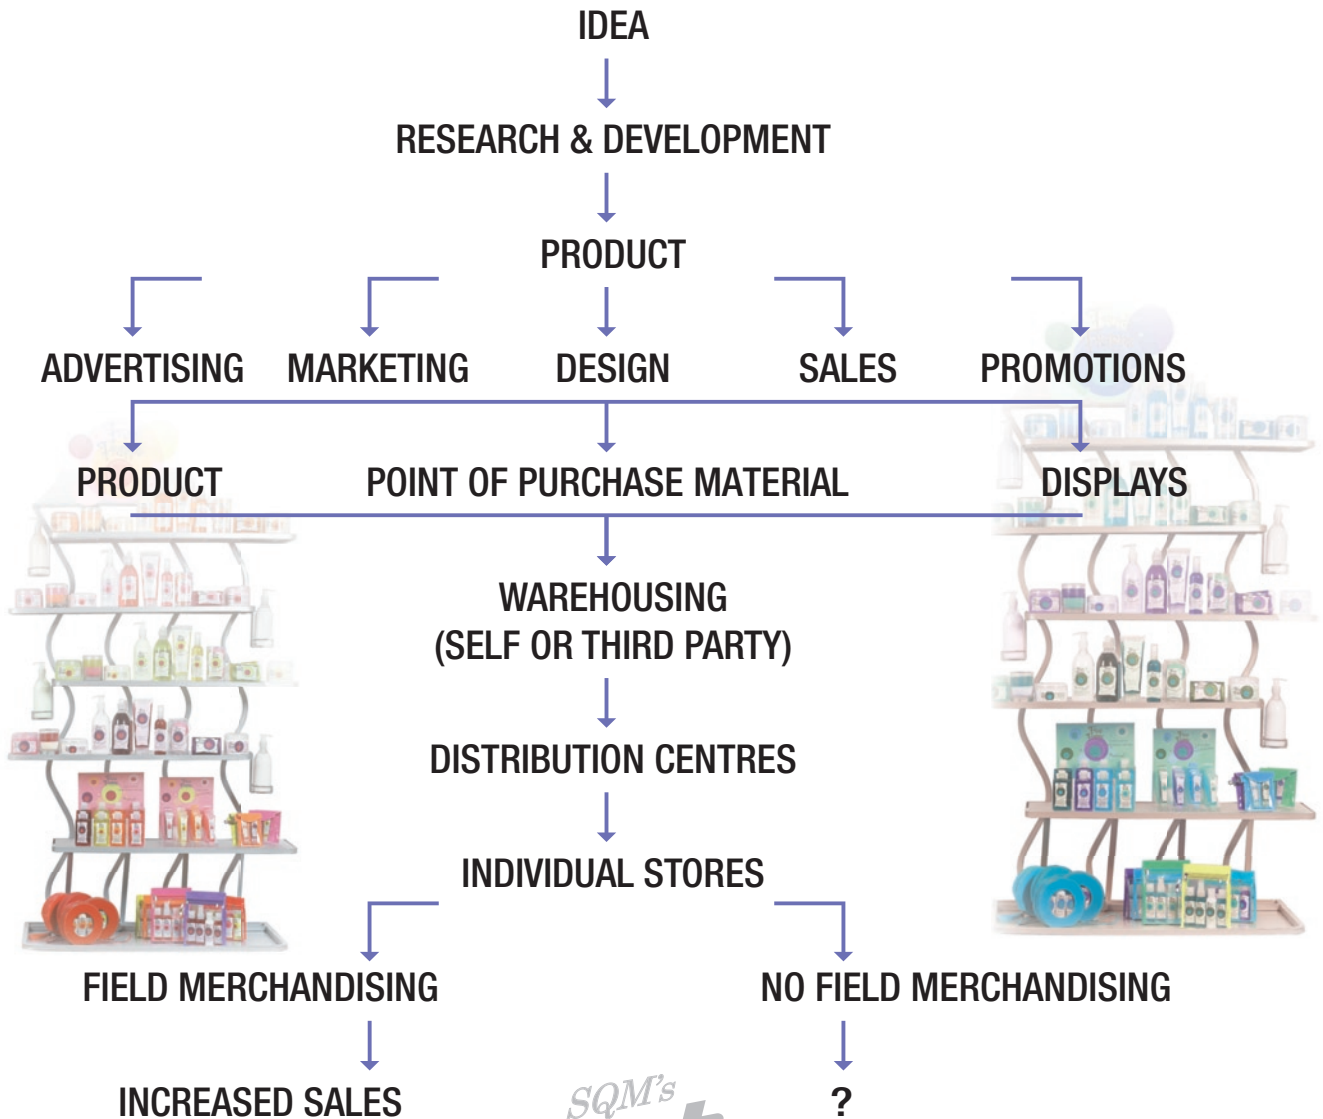 IDEA
RESEARCH & DEVELOPMENT
PRODUCT
ADVERTISING MARKETING DESIGN SALES PROMOTIONS
PRODUCT POINT OF PURCHASE MATERIAL DISPLAYS
WAREHOUSING
(SELF OR THIRD PARTY)
DISTRIBUTION CENTRES
INDIVIDUAL STORES
FIELD MERCHANDISING NO FIELD MERCHANDISING
INCREASED SALES SQM's ?